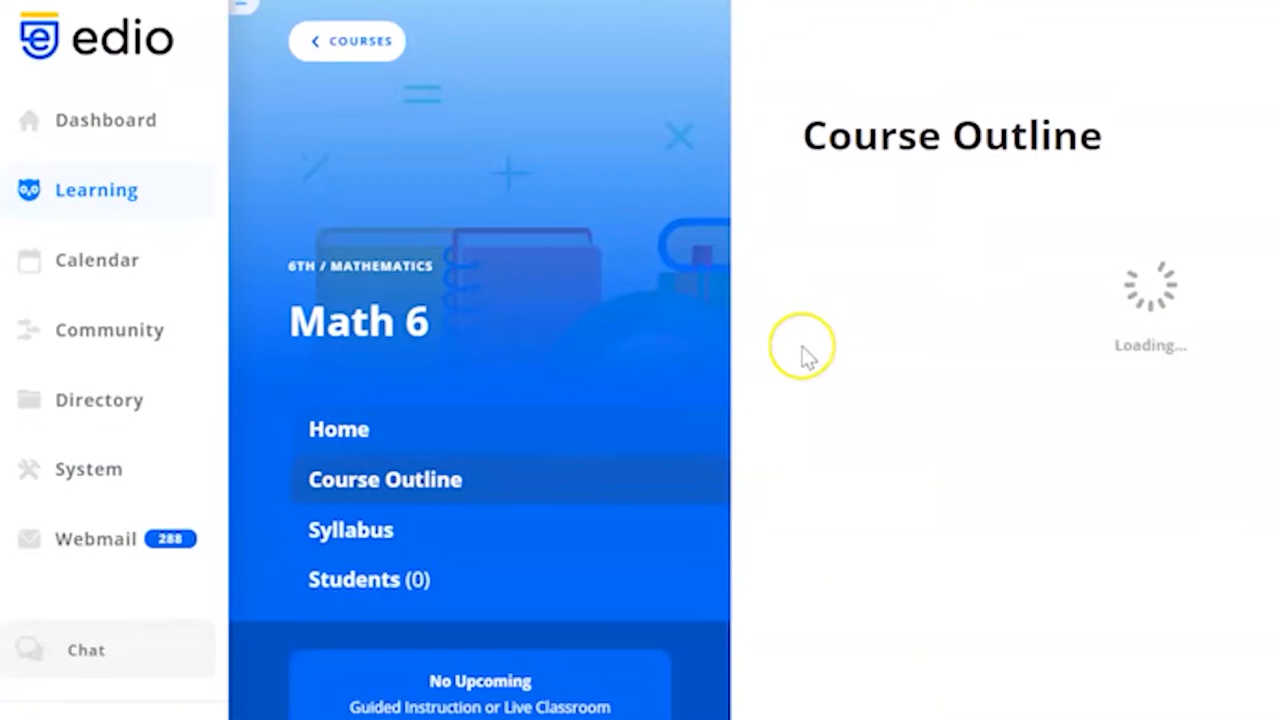 edio
Dashboard
Learning
Calendar
Community
Directory
System
Webmail 288
Chat
COURSES
6TH / MATHEMATICS
Math 6
Home
Course Outline
Syllabus
Students (0)
No Upcoming
Guided Instruction or Live Classroom
Course Outline
Loading...